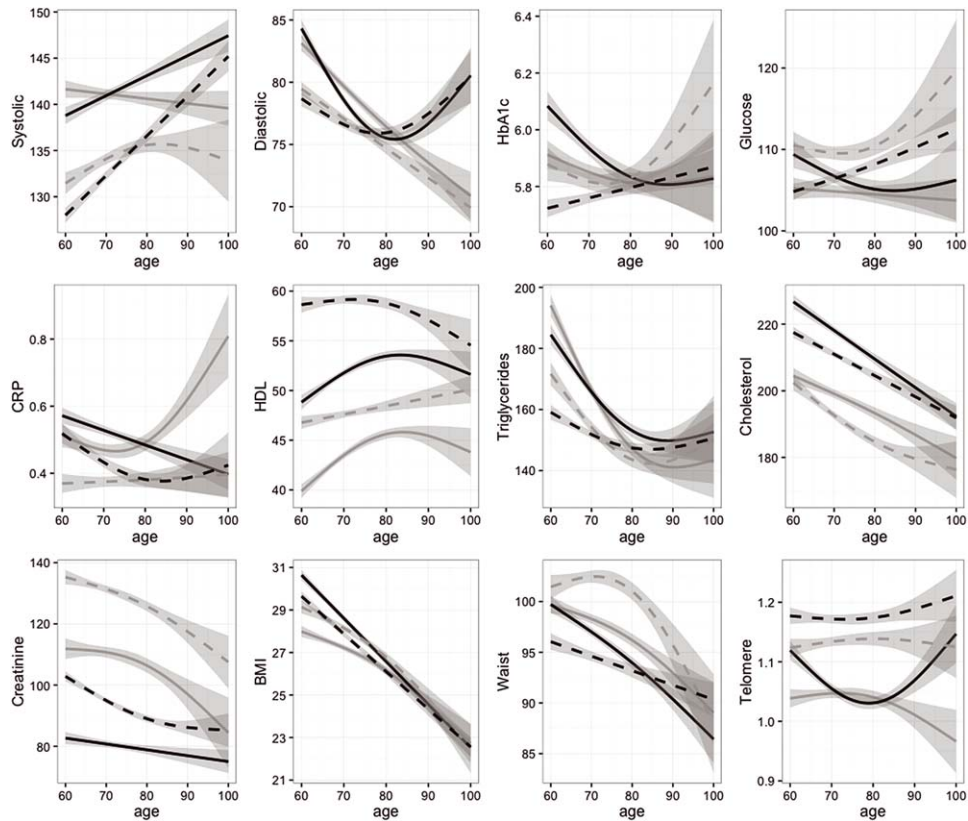 Systolic
150
145
140
135
130
60 70 80 90 100
age
Diastolic
85
80
75
70
60 70 80 90 100
age
HbA1c
6.4
6.2
6.0
5.8
60 70 80 90 100
age
Glucose
120
110
100
60 70 80 90 100
age
CRP
0.8
0.6
0.4
60 70 80 90 100
age
HDL
60
55
50
45
40
60 70 80 90 100
age
Triglycerides
200
180
160
140
60 70 80 90 100
age
Cholesterol
220
200
180
60 70 80 90 100
age
Creatinine
140
120
100
80
60 70 80 90 100
age
BMI
31
29
27
25
23
21
60 70 80 90 100
age
Waist
100
95
90
85
60 70 80 90 100
age
Telomere
1.2
1.1
1.0
0.9
60 70 80 90 100
age